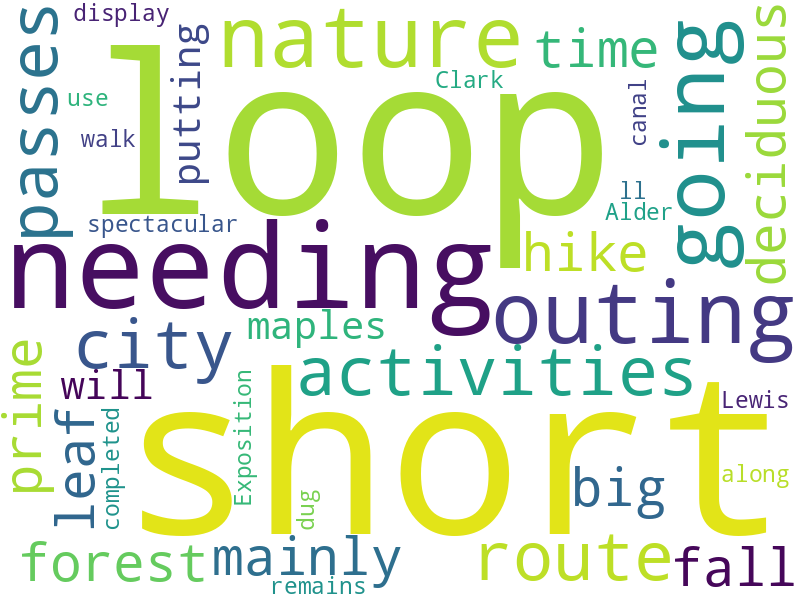 display
passes
loop
putting
nature
time
Clark
going
deciduous
use
walk
canal
ll
Alder
spectacular
needing
hike
outing
city
maples
activities
prime
will
leaf
completed
Exposition
short
Lewis
big
along
dug
forest
mainly
route
fall
remains